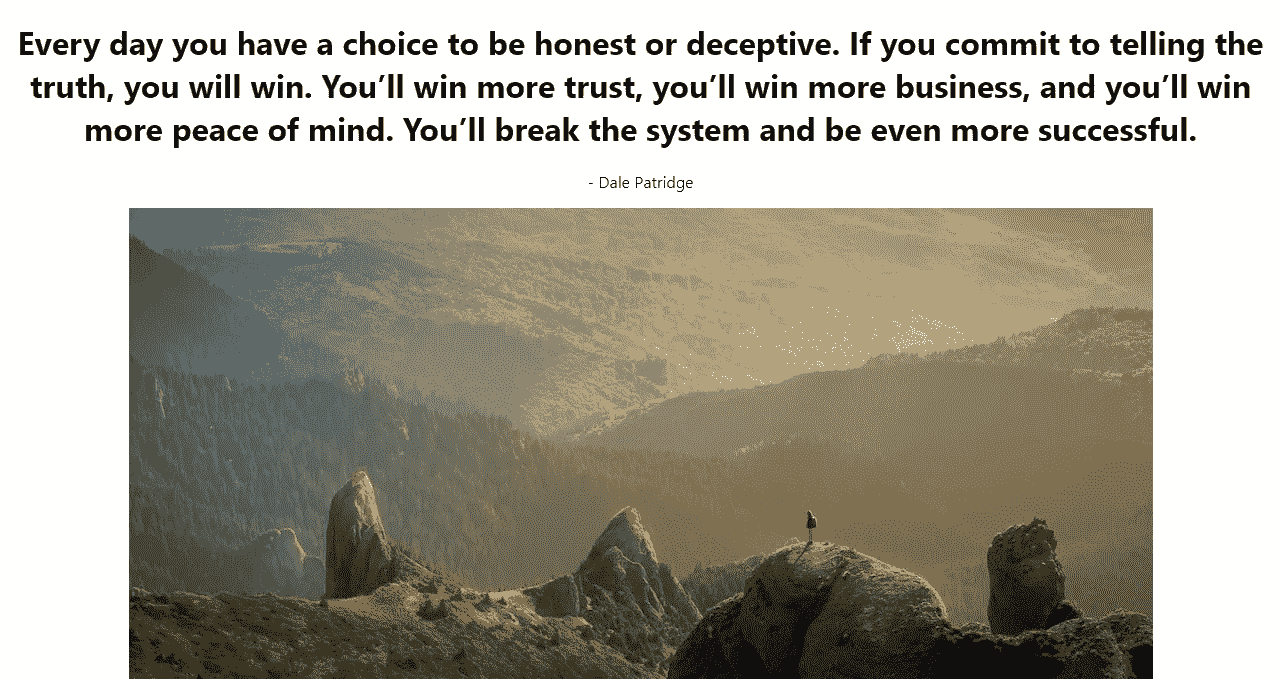 Every day you have a choice to be honest or deceptive. If you commit to telling the
truth, you will win. You’ll win more trust, you’ll win more business, and you’ll win
more peace of mind. You’ll break the system and be even more successful.
- Dale Patridge